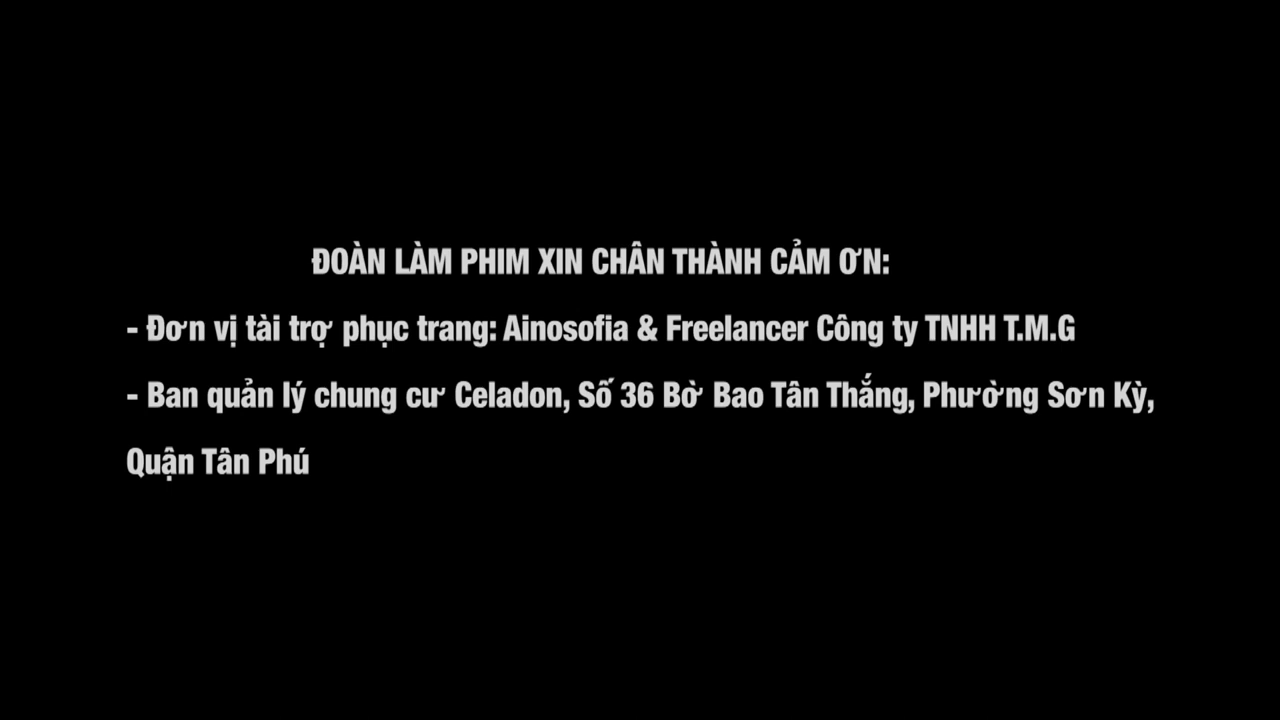 ĐOÀN LÀM PHIM XIN CHÂN THÀNH CẢM ƠN:
- Đơn vị tài trợ phục trang: Ainosofia & Freelancer Công ty TNHH T.M.G
- Ban quản lý chung cư Celadon, Số 36 Bờ Bao Tân Thắng, Phường Sơn Kỳ,
Quận Tân Phú